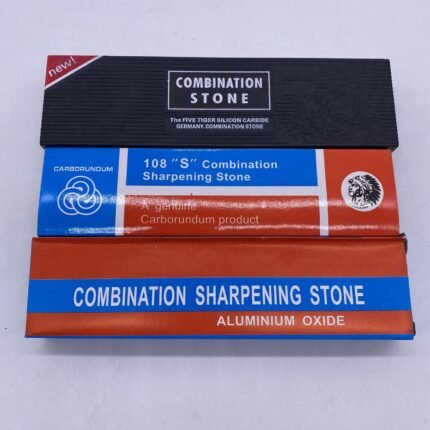 new!
COMBINATION
STONE
The FIVE TIGER SILICON CARBIDE
GERMANY.COMBINATION STONE
CARBORUNDUM
108 "S" Combination
Sharpening Stone
A genuine
Carborundum product
COMBINATION SHARPENING STONE
ALUMINIUM OXIDE